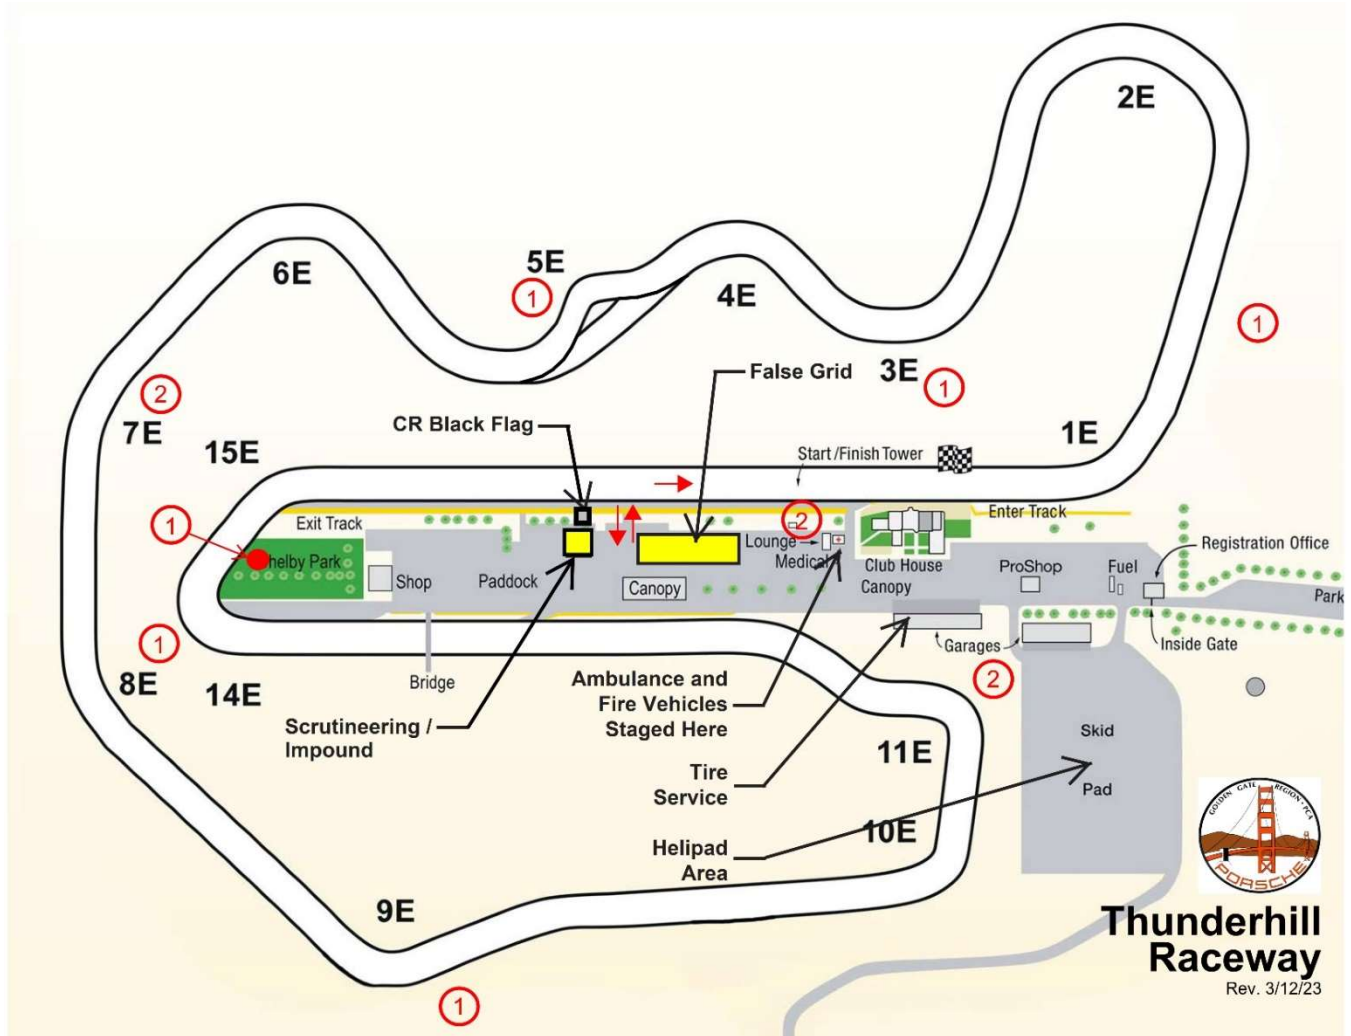 2E
6E
5E
1
4E
1
3E
1
False Grid
2
7E
CR Black Flag
1E
15E
Start/Finish Tower
1
Exit Track
2
Enter Track
Lounge
Medical
Registration Office
helby Park
Shop
Paddock
Canopy
Club House
Canopy
ProShop
Fuel
Park
1
8E
14E
Bridge
Garages
Inside Gate
2
Scrutineering /
Impound
Ambulance and
Fire Vehicles
Staged Here
11E
Skid
Pad
Tire
Service
10E
Helipad
Area
GOLDEN GATE REGION · PCA
PORSCHE
9E
1
Thunderhill
Raceway
Rev. 3/12/23